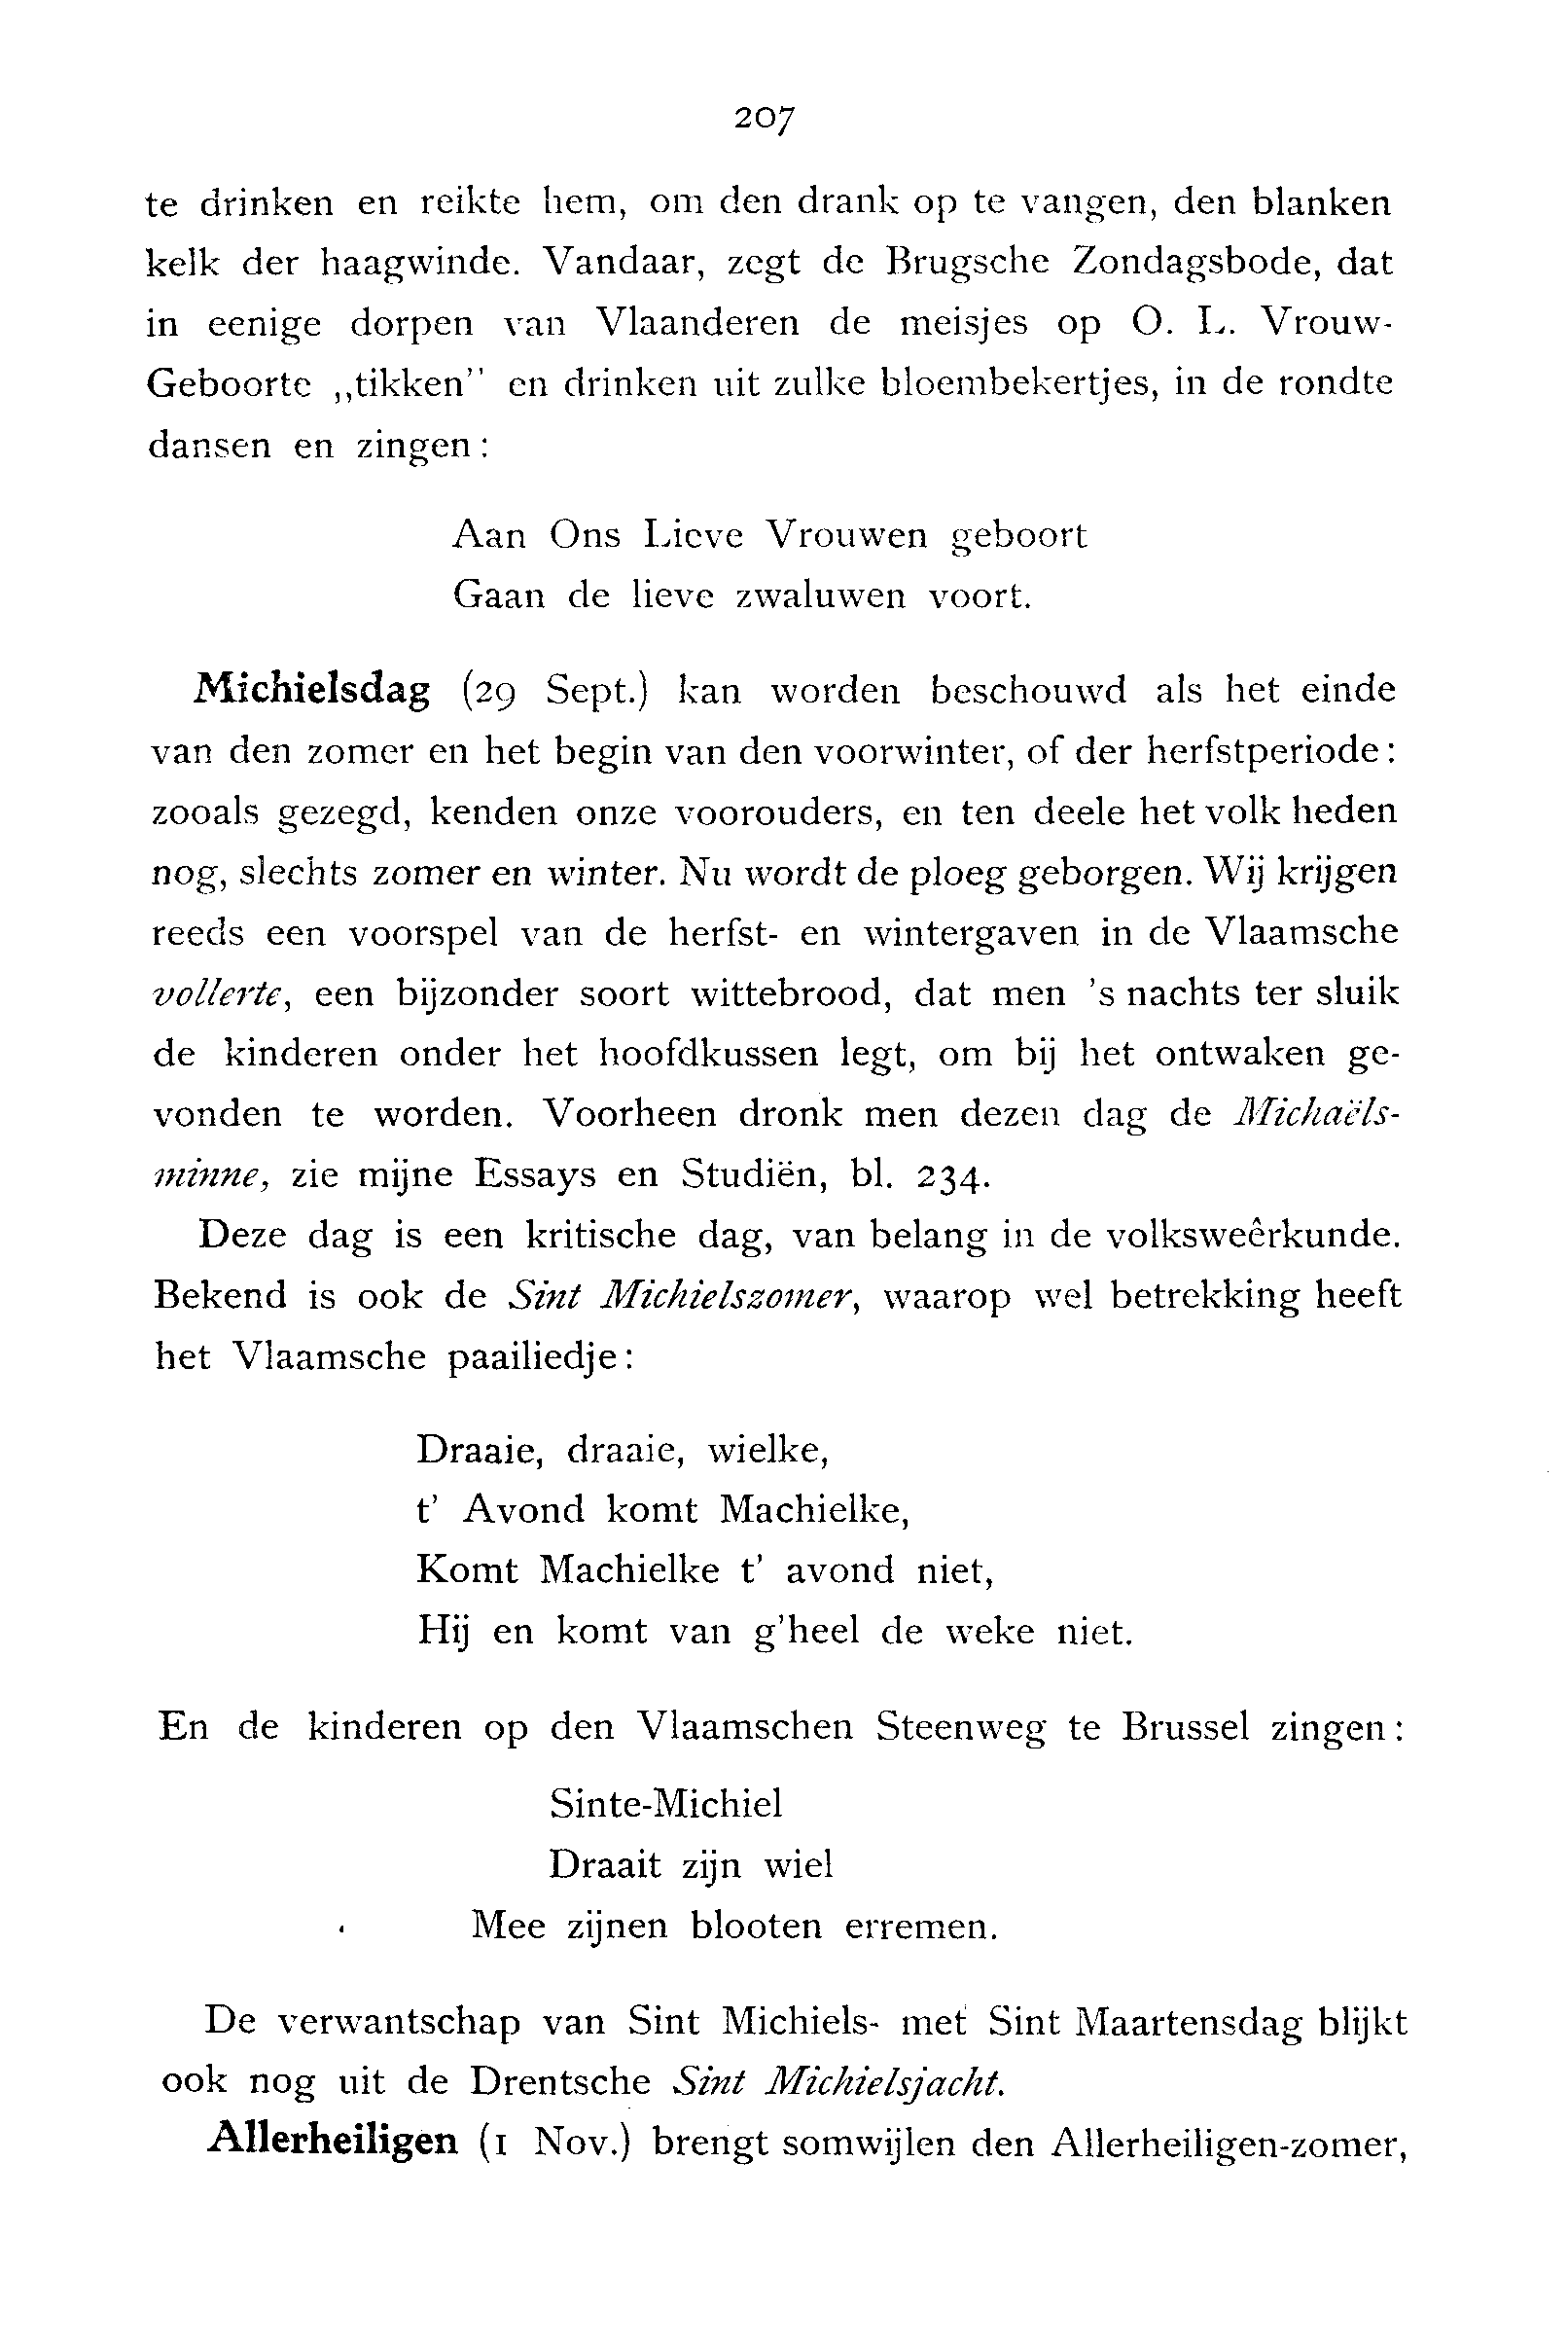 207
te drinken en reikte hem, om den drank op te vangen, den blanken
kelk der haagwinde. Vandaar, zegt de Brugsche Zondagsbode, dat
in eenige dorpen van Vlaanderen de meisjes op O. L. Vrouw-
Geboorte ,,tikken" en drinken uit zulke bloembekertjes, in de rondte
dansen en zingen:
Aan Ons Lieve Vrouwen geboort
Gaan de lieve zwaluwen voort.
Michielsdag (29 Sept.) kan worden beschouwd als het einde
van den zomer en het begin van den voorwinter, of der herfstperiode:
zooals gezegd, kenden onze voorouders, en ten deele het volk heden
nog, slechts zomer en winter. Nu wordt de ploeg geborgen. Wij krijgen
reeds een voorspel van de herfst- en wintergaven in de Vlaamsche
vollerte, een bijzonder soort wittebrood, dat men 's nachts ter sluik
de kinderen onder het hoofdkussen legt, om bij het ontwaken ge-
vonden te worden. Voorheen dronk men dezen dag de Michaëls-
minne, zie mijne Essays en Studiën, bl. 234.
Deze dag is een kritische dag, van belang in de volksweêrkunde.
Bekend is ook de Sint Michielszomer, waarop wel betrekking heeft
het Vlaamsche paailiedje:
Draaie, draaie, wielke,
t' Avond komt Machielke,
Komt Machielke t' avond niet,
Hij en komt van g'heel de weke niet.
En de kinderen op den Vlaamschen Steenweg te Brussel zingen:
Sinte-Michiel
Draait zijn wiel
Mee zijnen blooten erremen.
De verwantschap van Sint Michiels- met Sint Maartensdag blijkt
ook nog uit de Drentsche Sint Michielsjacht.
Allerheiligen (1 Nov.) brengt somwijlen den Allerheiligen-zomer,